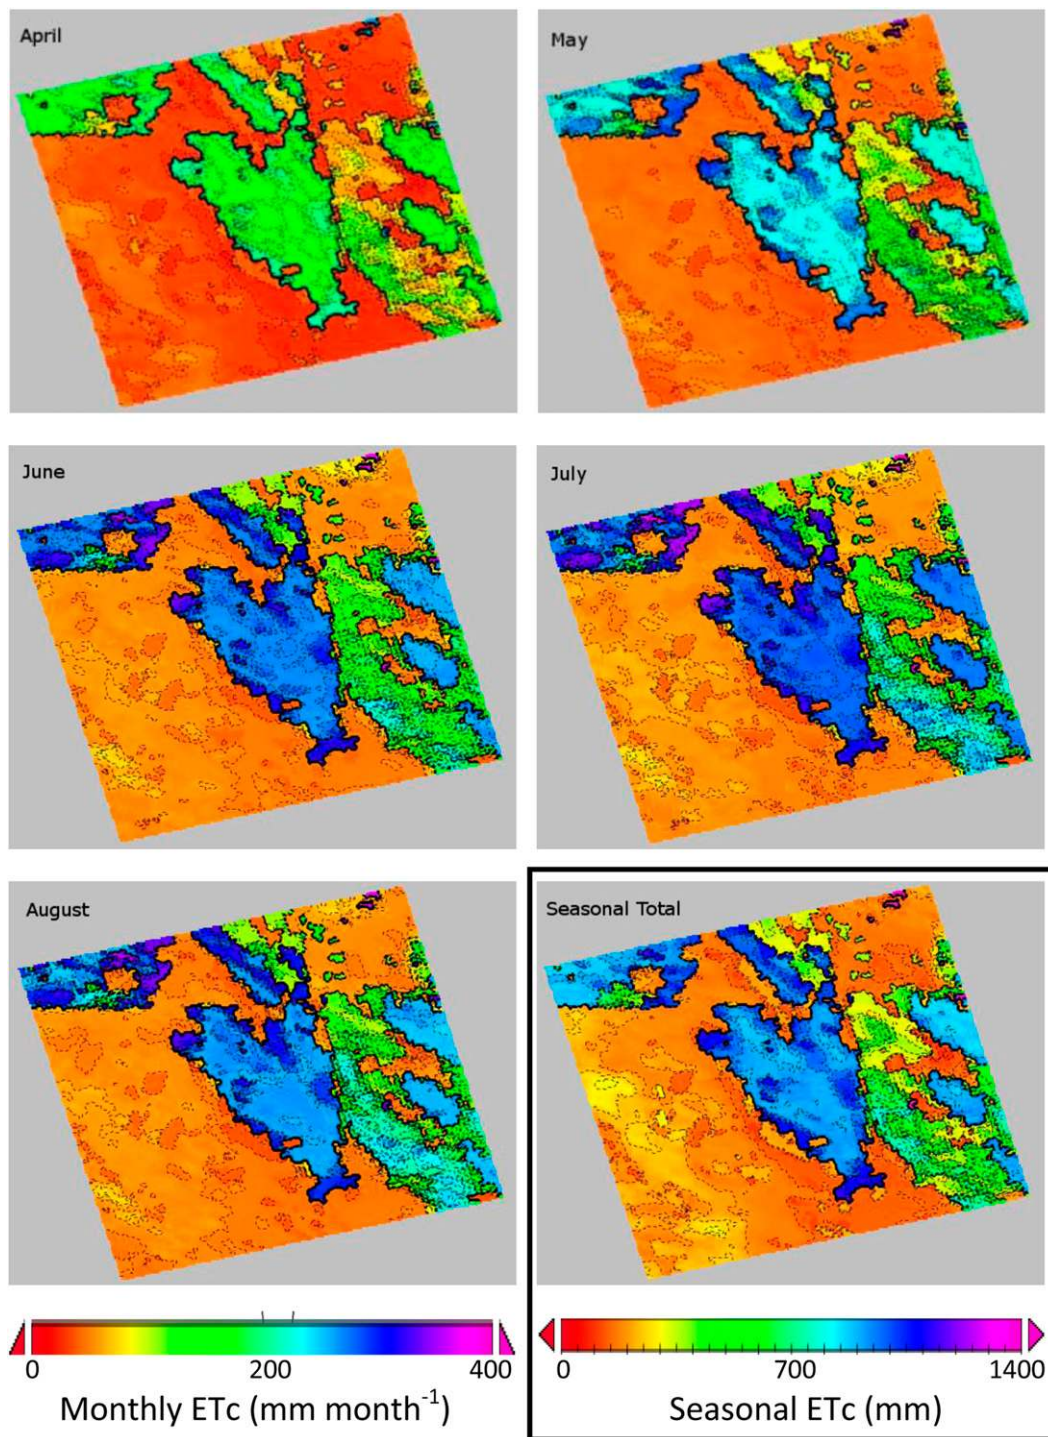 April
May
June
July
August
Seasonal Total
0
200
400
Monthly ETc (mm month⁻¹)
0
700
1400
Seasonal ETc (mm)